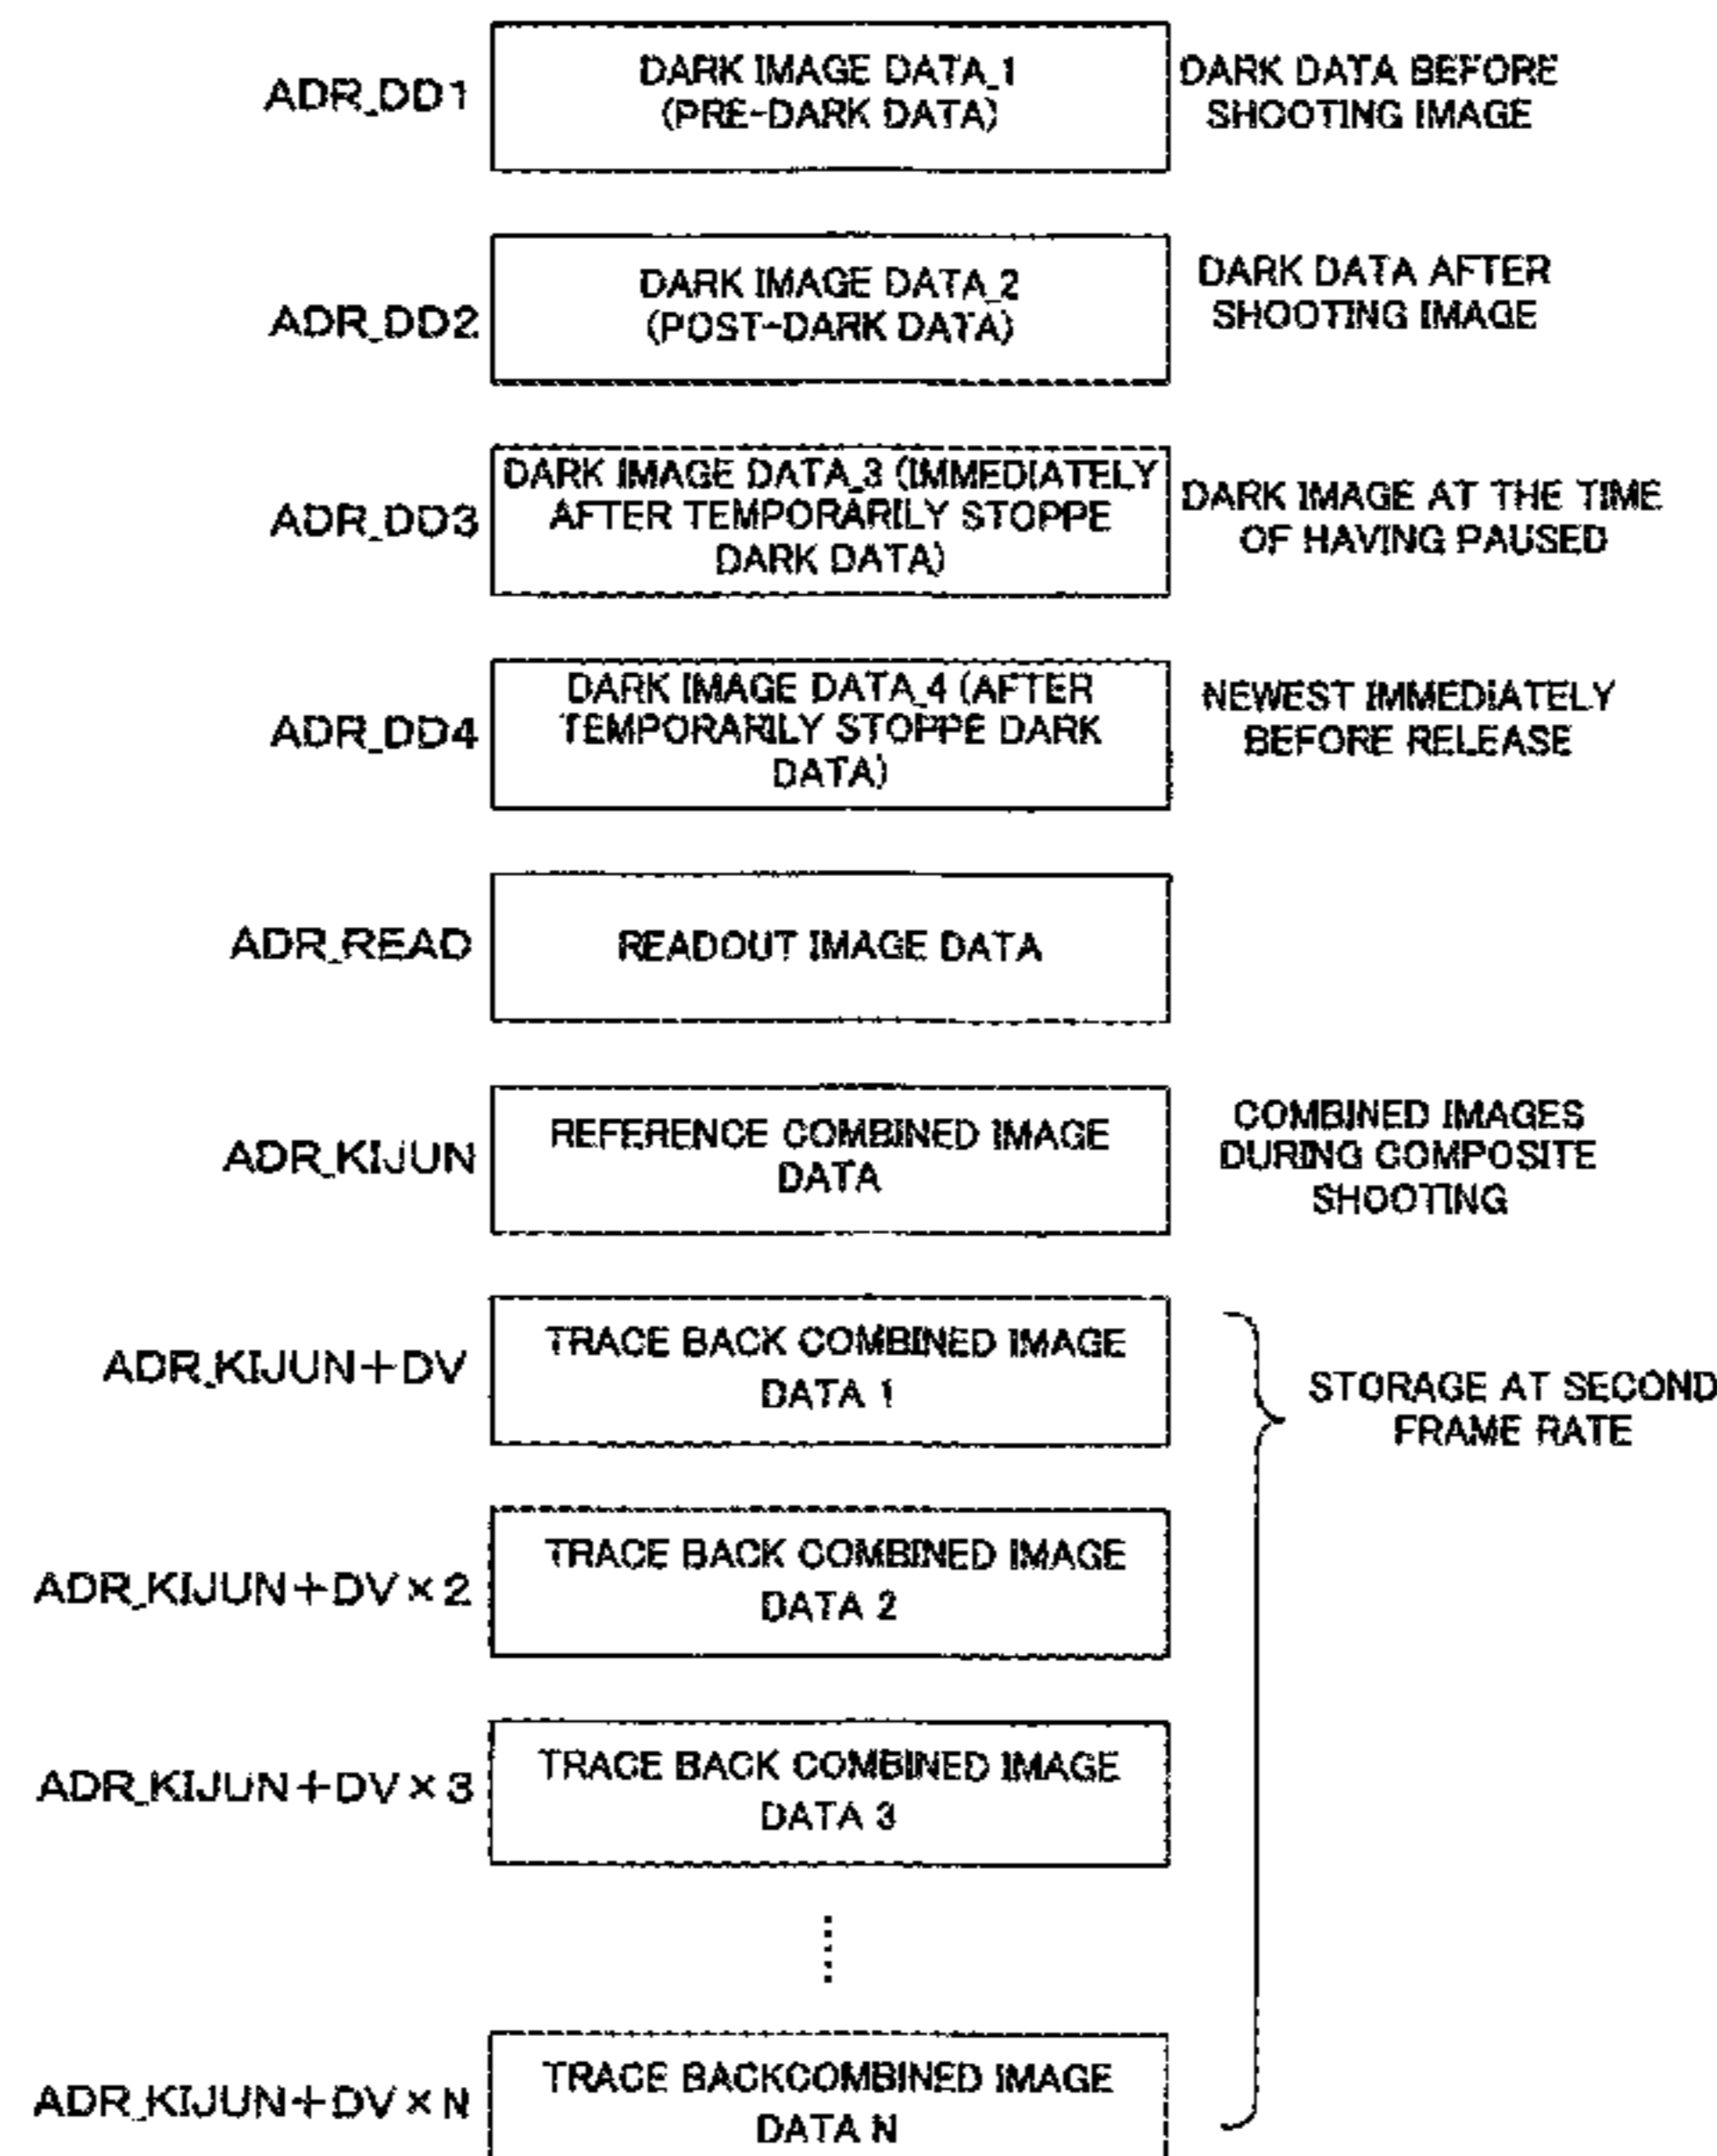 ADR_DD1
DARK IMAGE DATA_1
(PRE-DARK DATA)
DARK DATA BEFORE
SHOOTING IMAGE
ADR_DD2
DARK IMAGE DATA_2
(POST-DARK DATA)
DARK DATA AFTER
SHOOTING IMAGE
ADR_DD3
DARK IMAGE DATA_3 (IMMEDIATELY
AFTER TEMPORARILY STOPPE
DARK DATA)
DARK IMAGE AT THE TIME
OF HAVING PAUSED
ADR_DD4
DARK IMAGE DATA_4 (AFTER
TEMPORARILY STOPPE DARK
DATA)
NEWEST IMMEDIATELY
BEFORE RELEASE
ADR_READ
READOUT IMAGE DATA
ADR_KIJUN
REFERENCE COMBINED IMAGE
DATA
COMBINED IMAGES
DURING COMPOSITE
SHOOTING
ADR_KIJUN+DV
TRACE BACK COMBINED IMAGE
DATA 1
STORAGE AT SECOND
FRAME RATE
ADR_KIJUN+DV×2
TRACE BACK COMBINED IMAGE
DATA 2
ADR_KIJUN+DV×3
TRACE BACK COMBINED IMAGE
DATA 3
ADR_KIJUN+DV×N
TRACE BACKCOMBINED IMAGE
DATA N